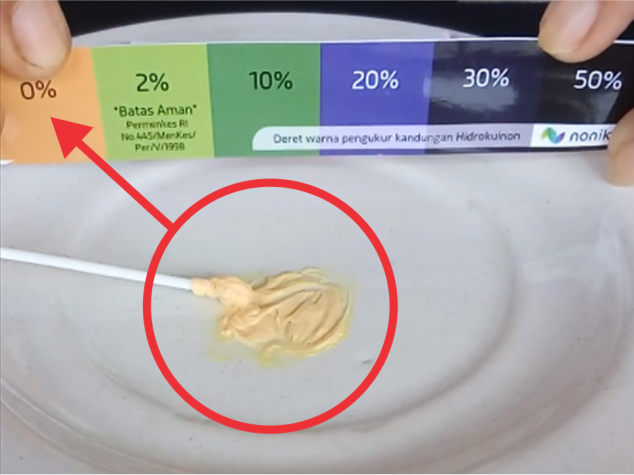 0% 2% 10% 20% 30% 50%
"Batas Aman"
Permenkes RI
No.445/MenKes/
Per/V/1998
Deret warna pengukur kandungan Hidrokuinon nonik